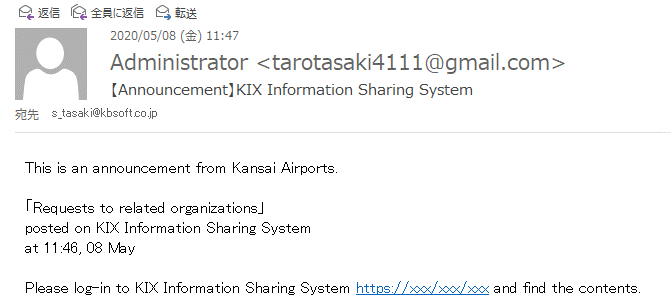 返信 全員に返信 転送
2020/05/08 (金) 11:47
Administrator <tarotasaki4111@gmail.com>
【Announcement】KIX Information Sharing System
宛先 s_tasaki@kbsoft.co.jp
This is an announcement from Kansai Airports.
「Requests to related organizations」
posted on KIX Information Sharing System
at 11:46, 08 May
Please log-in to KIX Information Sharing System https://xxx/xxx/xxx and find the contents.